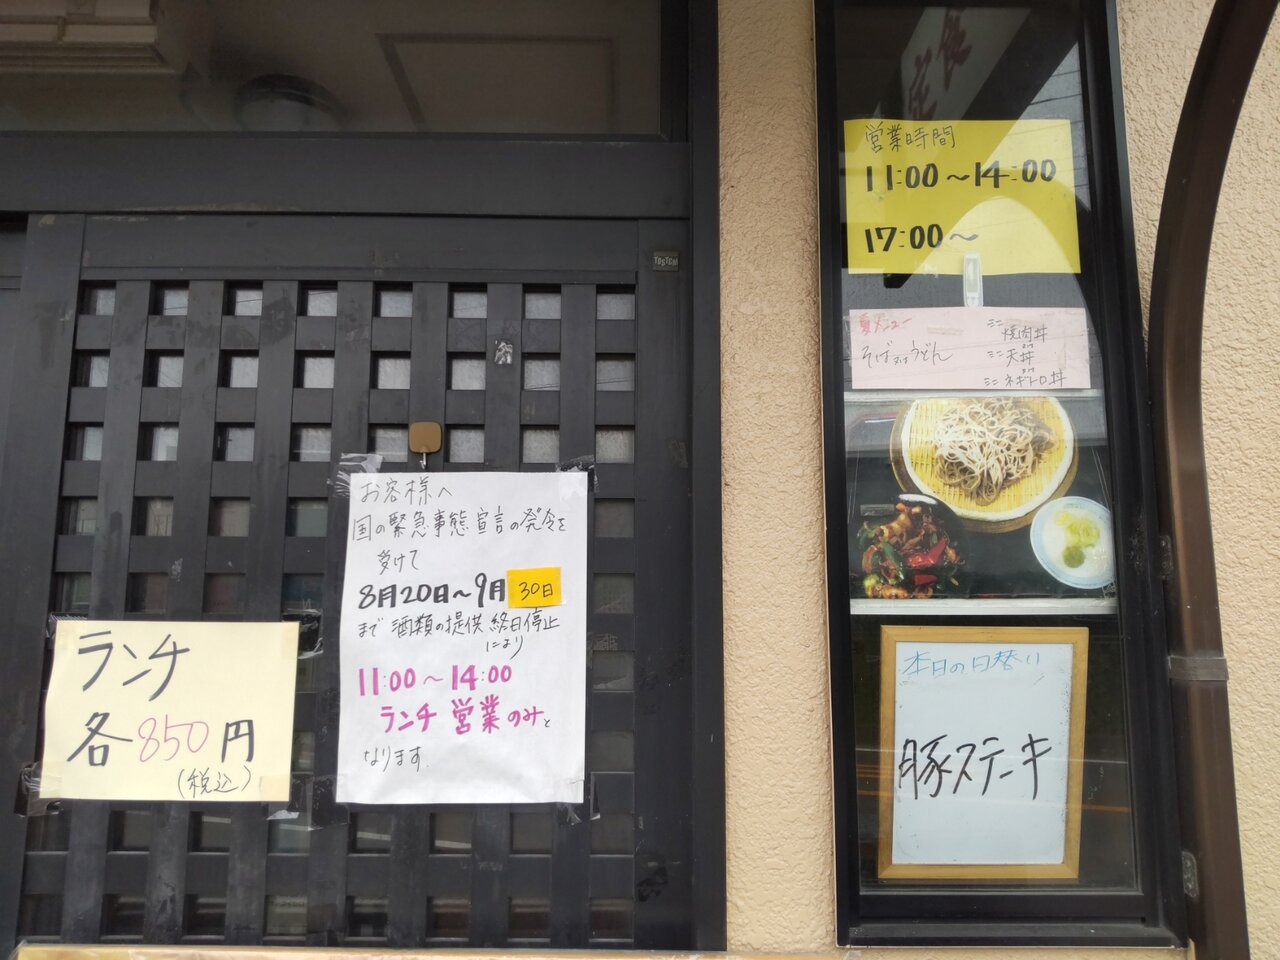 ランチ
各850円
(税込)
お客様へ
国の緊急事態宣言の発令を
受けて
8月20日～9月30日
まで酒類の提供終日停止
により
11:00～14:00
ランチ営業のみと
なります.
TOSTEM
営業時間
11:00～14:00
17:00～
夏メニュー
そば又はうどん
ミニ焼肉丼
ミニ天丼
ミニネギトロ丼
本日の日替り
豚ステーキ